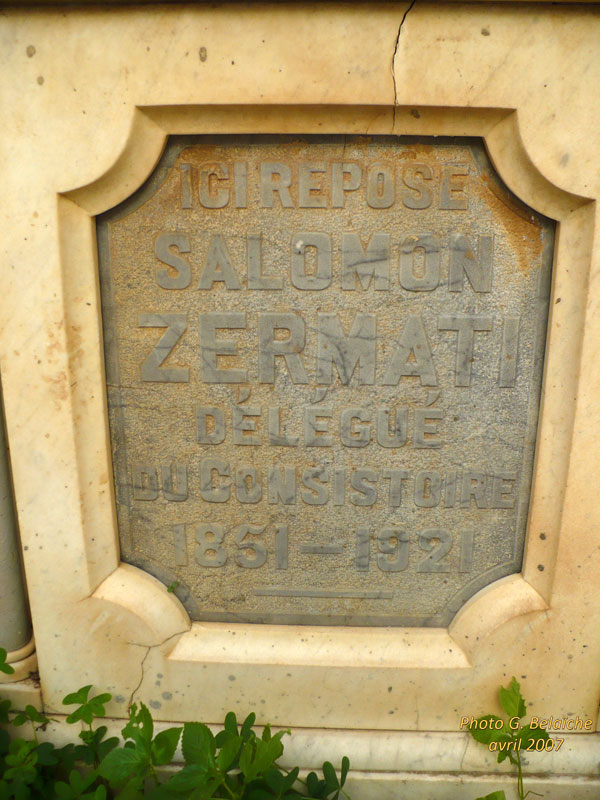 ICI REPOSE
SALOMON
ZERMATI
DÉLÉGUÉ
DU CONSISTOIRE
1851 — 1921
Photo G. Belaiche
avril 2007